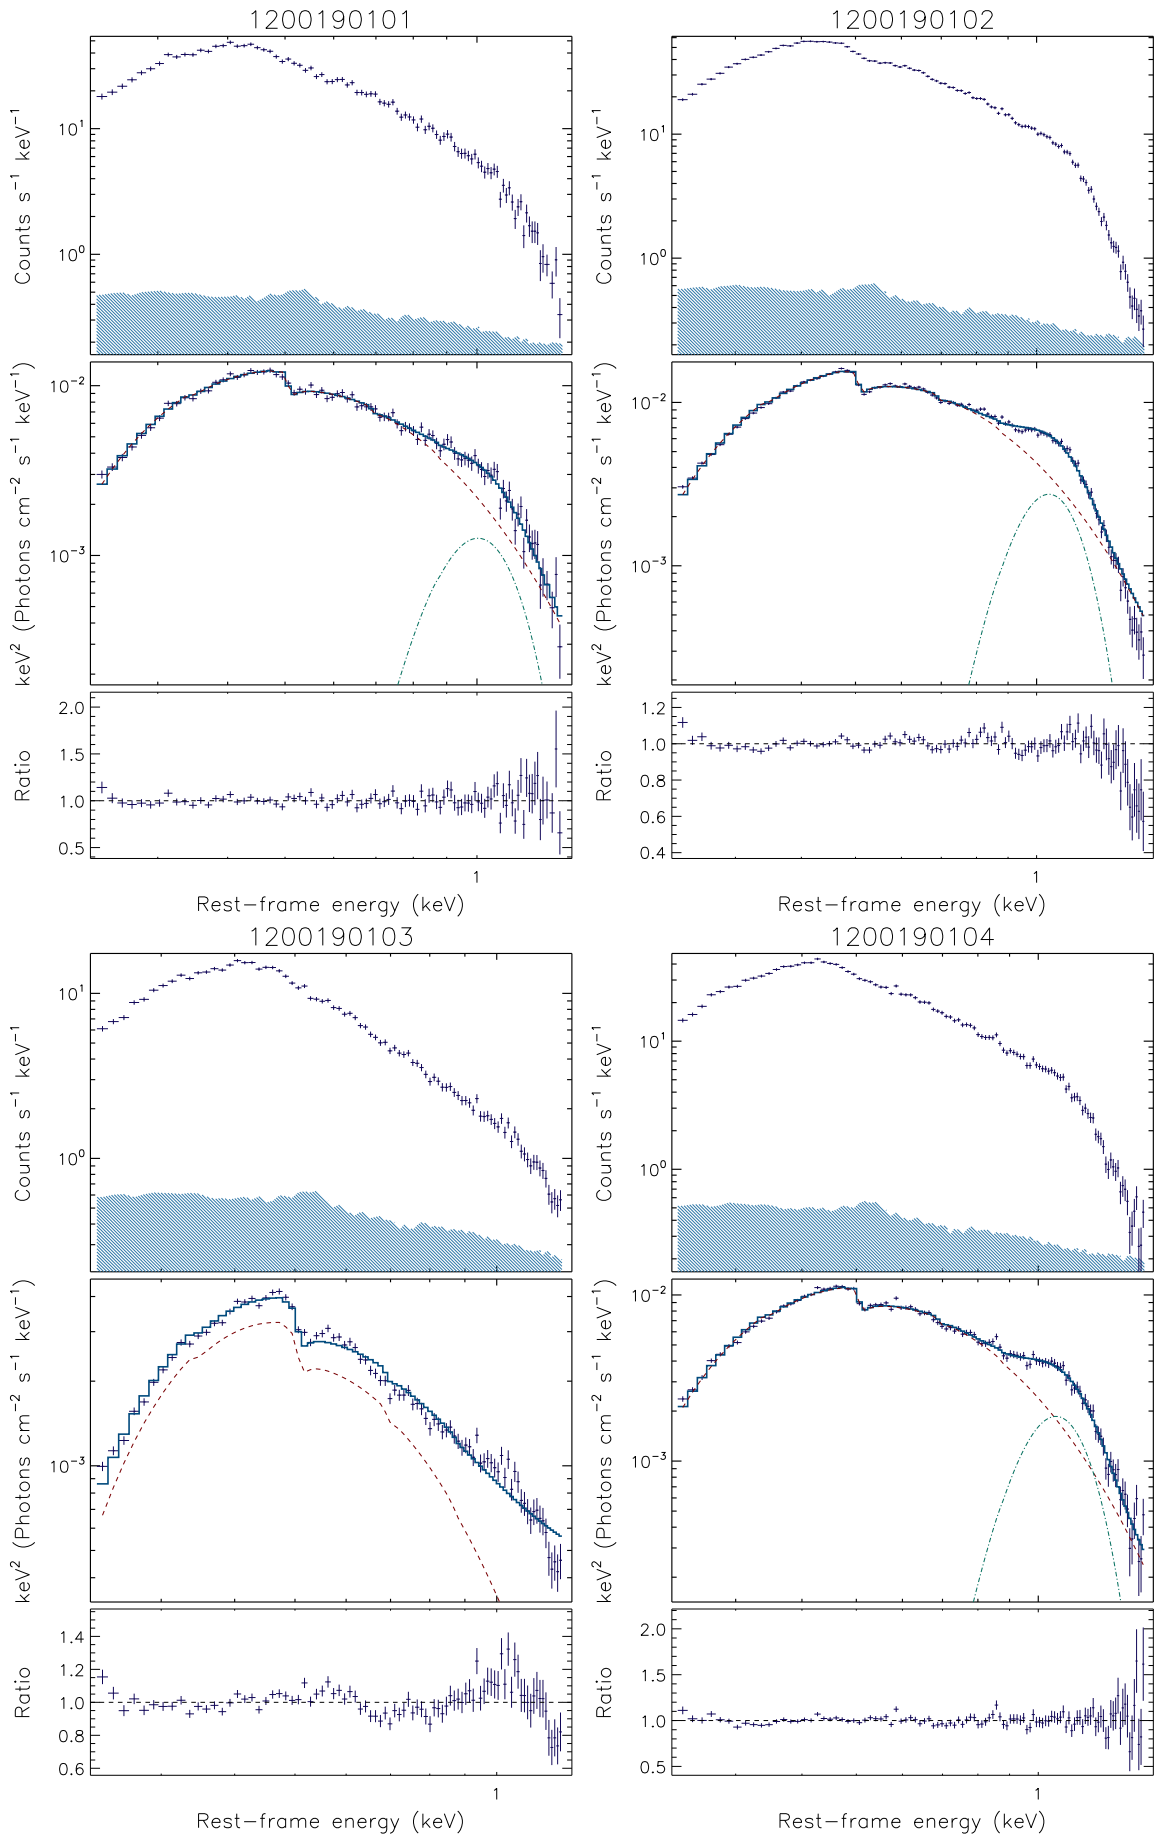 1200190101
Counts s⁻¹ keV⁻¹
10¹
10⁰
keV² (Photons cm⁻² s⁻¹ keV⁻¹)
10⁻²
10⁻³
Ratio
2.0
1.5
1.0
0.5
1
Rest-frame energy (keV)
1200190102
Counts s⁻¹ keV⁻¹
10¹
10⁰
keV² (Photons cm⁻² s⁻¹ keV⁻¹)
10⁻²
10⁻³
Ratio
1.2
1.0
0.8
0.6
0.4
1
Rest-frame energy (keV)
1200190103
Counts s⁻¹ keV⁻¹
10¹
10⁰
keV² (Photons cm⁻² s⁻¹ keV⁻¹)
10⁻³
Ratio
1.4
1.2
1.0
0.8
0.6
1
Rest-frame energy (keV)
1200190104
Counts s⁻¹ keV⁻¹
10¹
10⁰
keV² (Photons cm⁻² s⁻¹ keV⁻¹)
10⁻²
10⁻³
Ratio
2.0
1.5
1.0
0.5
1
Rest-frame energy (keV)